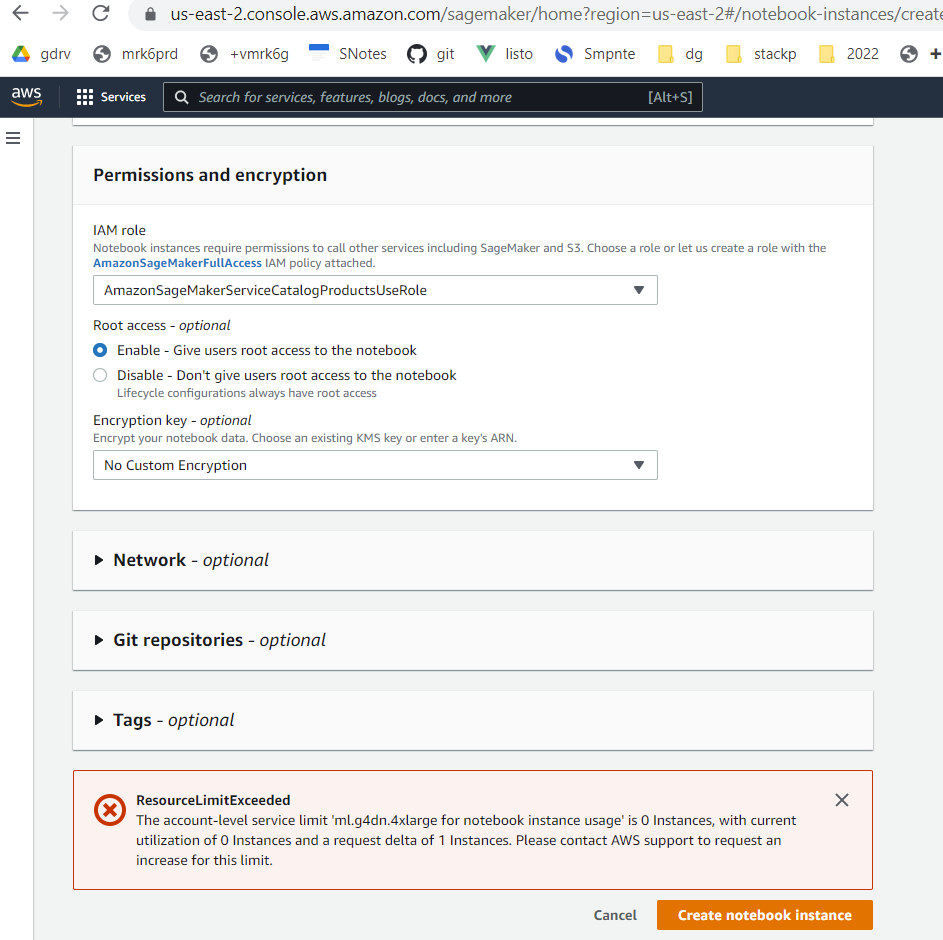 us-east-2.console.aws.amazon.com/sagemaker/home?region=us-east-2#/notebook-instances/create
gdrv mrk6prd +vmrk6g SNotes git listo Smpnte dg stackp 2022
aws Services Search for services, features, blogs, docs, and more [Alt+S]
Permissions and encryption
IAM role
Notebook instances require permissions to call other services including SageMaker and S3. Choose a role or let us create a role with the
AmazonSageMakerFullAccess IAM policy attached.
AmazonSageMakerServiceCatalogProductsUseRole
Root access - optional
Enable - Give users root access to the notebook
Disable - Don't give users root access to the notebook
Lifecycle configurations always have root access
Encryption key - optional
Encrypt your notebook data. Choose an existing KMS key or enter a key's ARN.
No Custom Encryption
Network - optional
Git repositories - optional
Tags - optional
ResourceLimitExceeded
The account-level service limit 'ml.g4dn.4xlarge for notebook instance usage' is 0 Instances, with current
utilization of 0 Instances and a request delta of 1 Instances. Please contact AWS support to request an
increase for this limit.
Cancel Create notebook instance